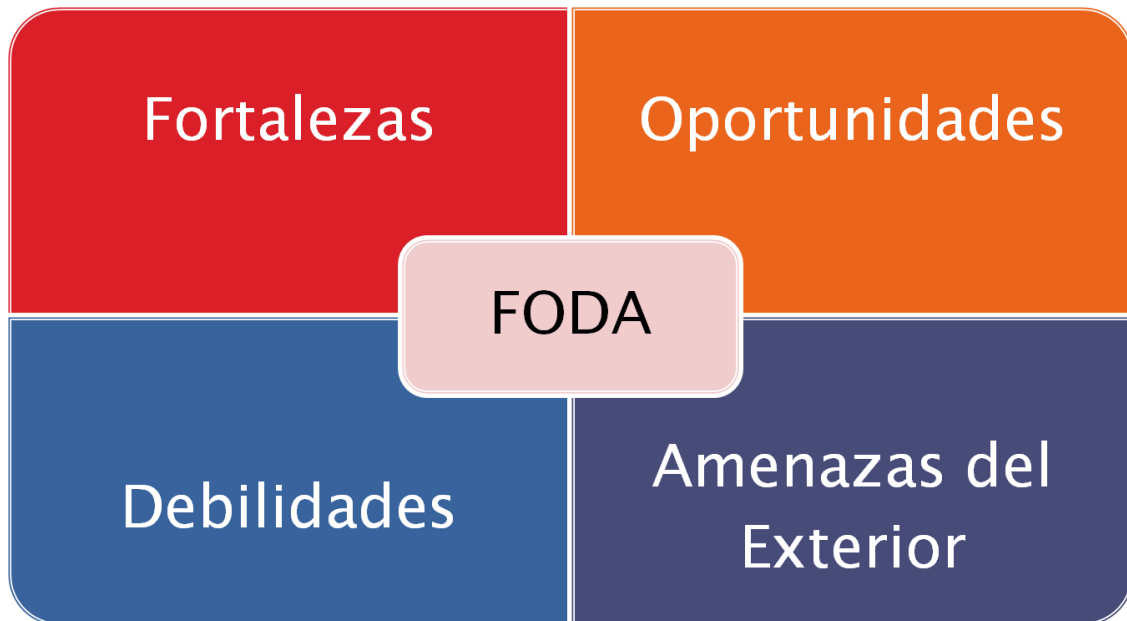 Fortalezas
Oportunidades
FODA
Debilidades
Amenazas del
Exterior